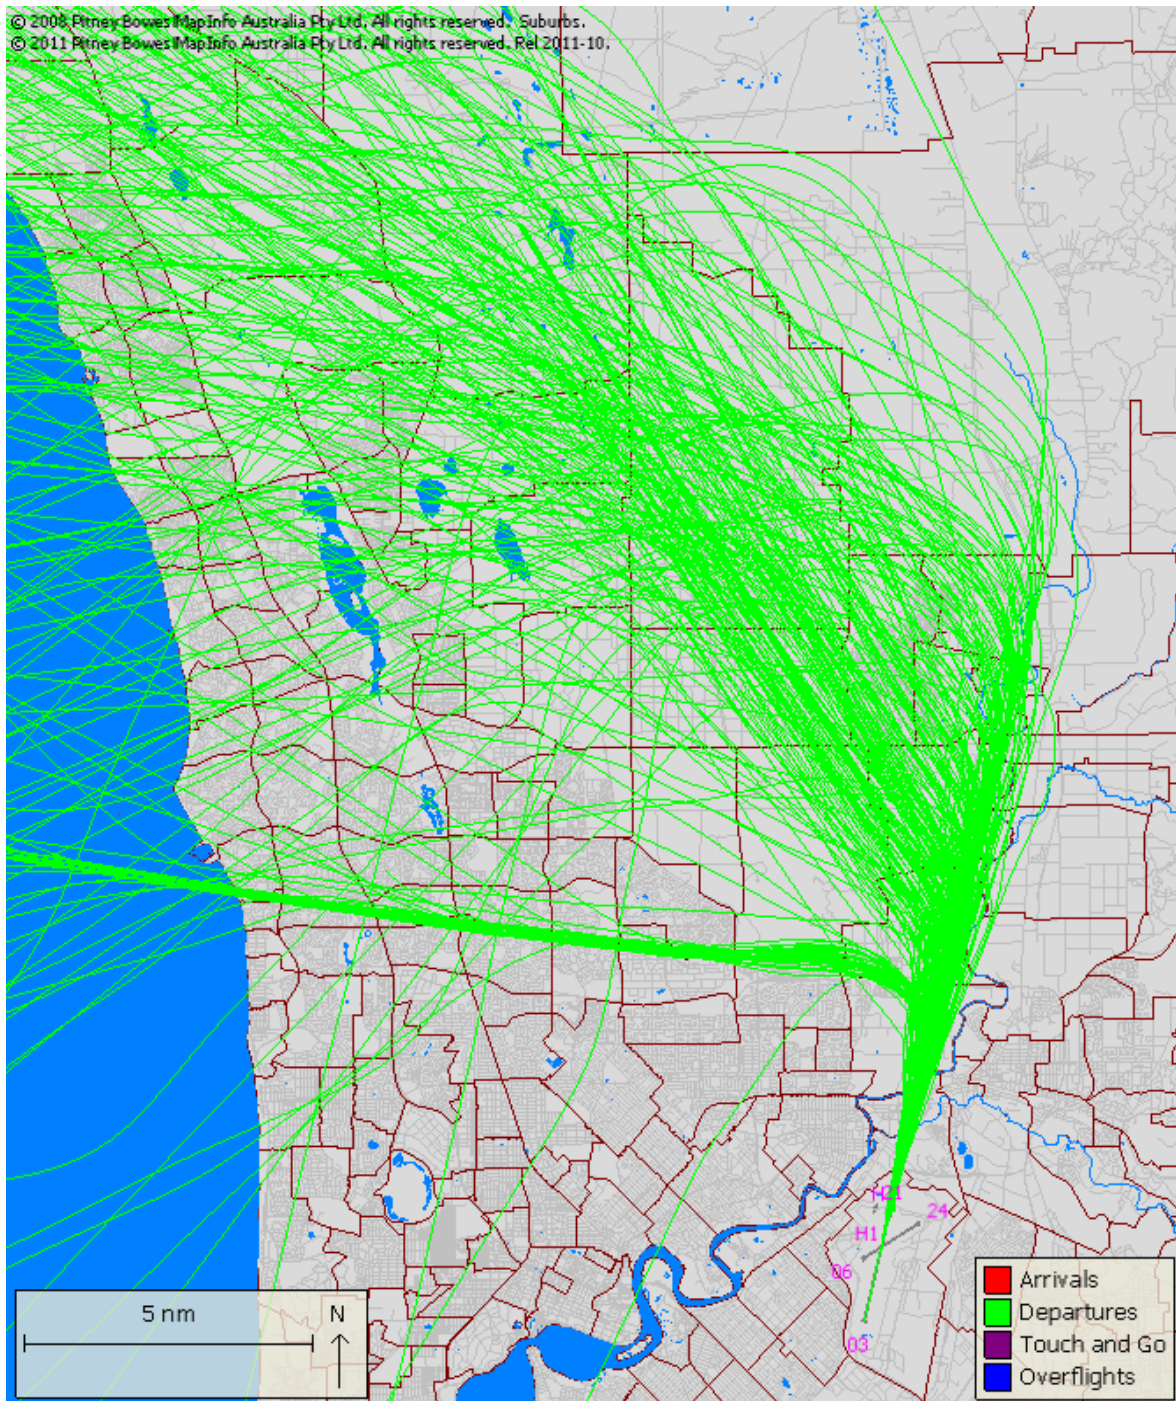 © 2008 Pitney Bowes MapInfo Australia Pty Ltd. All rights reserved. Suburbs.
© 2011 Pitney Bowes MapInfo Australia Pty Ltd. All rights reserved. Rel 2011-10.
24
H1
06
03
5 nm
N
Arrivals
Departures
Touch and Go
Overflights